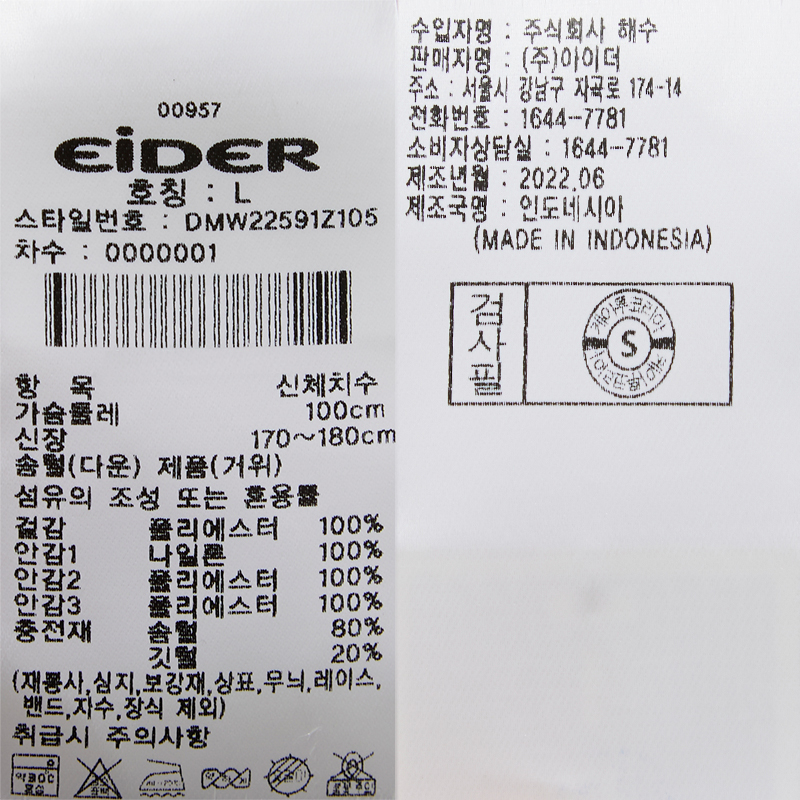 00957
EIDER
호칭 : L
스타일번호 : DMW22591Z105
차수 : 0000001
항 목 신체치수
가슴둘레 100cm
신장 170~180cm
솜털(다운) 제품(거위)
섬유의 조성 또는 혼용률
겉감 폴리에스터 100%
안감1 나일론 100%
안감2 폴리에스터 100%
안감3 폴리에스터 100%
충전재 솜털 80%
깃털 20%
(재봉사,심지,보강재,상표,무늬,레이스,
밴드,자수,장식 제외)
취급시 주의사항
약30℃
수입자명 : 주식회사 해수
판매자명 : (주)아이더
주소 : 서울시 강남구 자곡로 174-14
전화번호 : 1644-7781
소비자상담실 : 1644-7781
제조년월 : 2022.06
제조국명 : 인도네시아
(MADE IN INDONESIA)
검사필
S